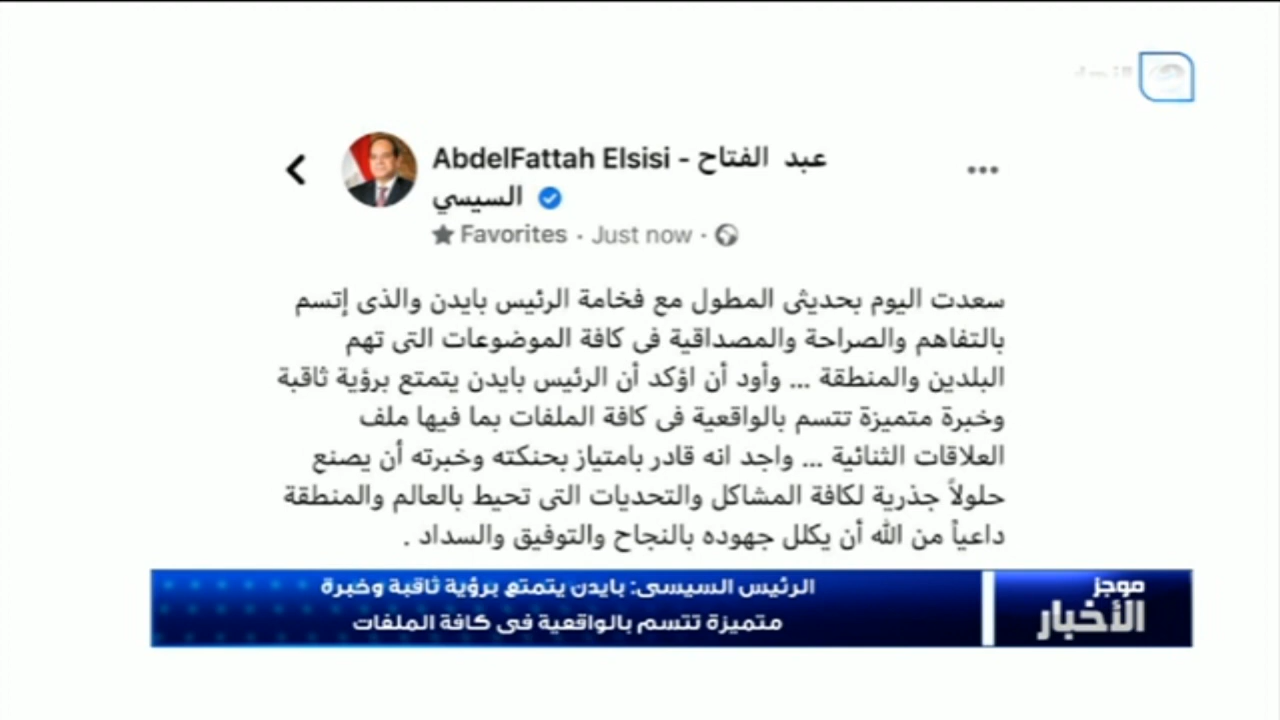 النهار
AbdelFattah Elsisi - عبد الفتاح
السيسي
Favorites · Just now ·
سعدت اليوم بحديثى المطول مع فخامة الرئيس بايدن والذى إتسم
بالتفاهم والصراحة والمصداقية فى كافة الموضوعات التى تهم
البلدين والمنطقة ... وأود أن اؤكد أن الرئيس بايدن يتمتع برؤية ثاقبة
وخبرة متميزة تتسم بالواقعية فى كافة الملفات بما فيها ملف
العلاقات الثنائية ... واجد انه قادر بامتياز بحنكته وخبرته أن يصنع
حلولاً جذرية لكافة المشاكل والتحديات التى تحيط بالعالم والمنطقة
داعياً من الله أن يكلل جهوده بالنجاح والتوفيق والسداد .
موجز
الأخبار
الرئيس السيسى: بايدن يتمتع برؤية ثاقبة وخبرة
متميزة تتسم بالواقعية فى كافة الملفات